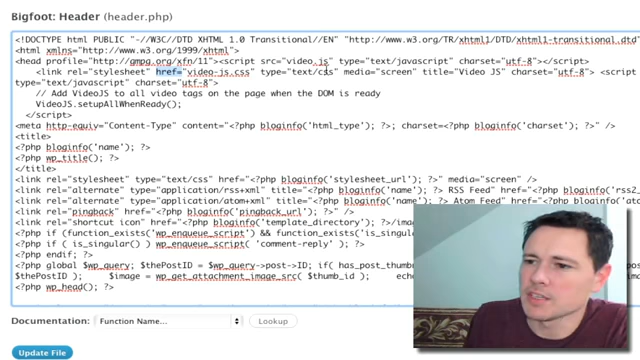 Bigfoot: Header (header.php)
<!DOCTYPE html PUBLIC "-//W3C//DTD XHTML 1.0 Transitional//EN" "http://www.w3.org/TR/xhtml1/DTD/xhtml1-transitional.dtd
<html xmlns="http://www.w3.org/1999/xhtml">
<head profile="http://gmpg.org/xfn/11"><script src="video.js" type="text/javascript" charset="utf-8"></script>
<link rel="stylesheet" href="video-js.css" type="text/css" media="screen" title="Video JS" charset="utf-8"> <script
type="text/javascript" charset="utf-8">
// Add VideoJS to all video tags on the page when the DOM is ready
VideoJS.setupAllWhenReady();
</script>
<meta http-equiv="Content-Type" content="<?php bloginfo('html_type'); ?>; charset=<?php bloginfo('charset'); ?>" />
<title>
<?php bloginfo('name'); ?>
<?php wp_title(); ?>
</title>
<link rel="stylesheet" type="text/css" href="<?php bloginfo('stylesheet_url'); ?>" media="screen" />
<link rel="alternate" type="application/rss+xml" title="<?php bloginfo('name'); ?> RSS Feed" href="<?php bloginfo('rss2_
<link rel="alternate" type="application/atom+xml" title="<?php bloginfo('name'); ?> Atom Feed" href="<?php bloginfo(
<link rel="pingback" href="<?php bloginfo('pingback_url'); ?>" />
<link rel="shortcut icon" href="<?php bloginfo('template_directory'); ?>/ima
<?php if (function_exists('wp_enqueue_script') && function_exists('is_singular
<?php if ( is_singular() ) wp_enqueue_script( 'comment-reply' ); ?>
<?php endif; ?>
<?php global $wp_query; $thePostID = $wp_query->post->ID; if( has_post_thumb
$thePostID ); $image = wp_get_attachment_image_src( $thumb_id ); ech
<?php wp_head(); ?>
Documentation: Function Name... Lookup
Update File